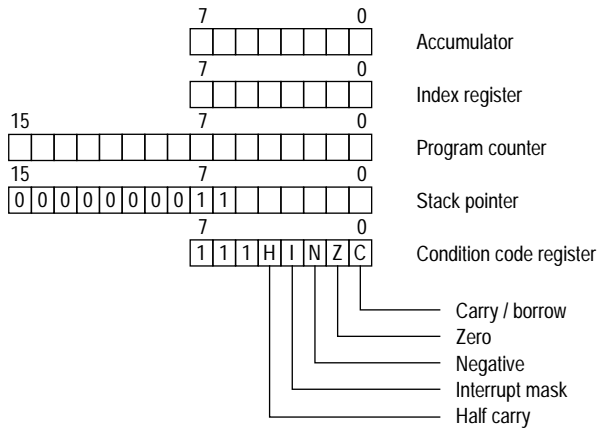 7 0
Accumulator
7 0
Index register
15 7 0
Program counter
15 7 0
0 0 0 0 0 0 0 0 1 1 Stack pointer
7 0
1 1 1 H I N Z C Condition code register
Carry / borrow
Zero
Negative
Interrupt mask
Half carry